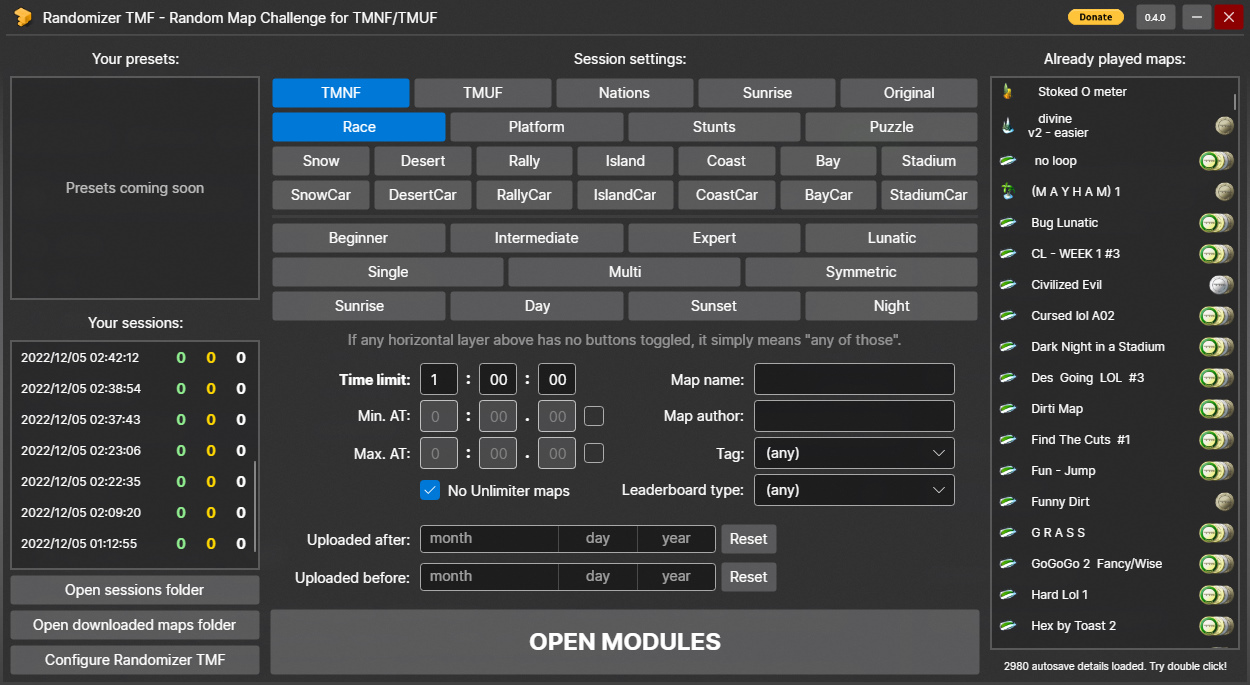 Randomizer TMF - Random Map Challenge for TMNF/TMUF
Donate
0.4.0
Your presets:
Presets coming soon
Your sessions:
2022/12/05 02:42:12 0 0 0
2022/12/05 02:38:54 0 0 0
2022/12/05 02:37:43 0 0 0
2022/12/05 02:23:06 0 0 0
2022/12/05 02:22:35 0 0 0
2022/12/05 02:09:20 0 0 0
2022/12/05 01:12:55 0 0 0
Open sessions folder
Open downloaded maps folder
Configure Randomizer TMF
Session settings:
TMNF TMUF Nations Sunrise Original
Race Platform Stunts Puzzle
Snow Desert Rally Island Coast Bay Stadium
SnowCar DesertCar RallyCar IslandCar CoastCar BayCar StadiumCar
Beginner Intermediate Expert Lunatic
Single Multi Symmetric
Sunrise Day Sunset Night
If any horizontal layer above has no buttons toggled, it simply means "any of those".
Time limit: 1 : 00 : 00
Min. AT: 0 : 00 . 00
Max. AT: 0 : 00 . 00
No Unlimiter maps
Map name:
Map author:
Tag: (any)
Leaderboard type: (any)
Uploaded after: month day year Reset
Uploaded before: month day year Reset
OPEN MODULES
Already played maps:
Stoked O meter
divine
v2 - easier
no loop
(M A Y H A M) 1
Bug Lunatic
CL - WEEK 1 #3
Civilized Evil
Cursed lol A02
Dark Night in a Stadium
Des Going LOL #3
Dirti Map
Find The Cuts #1
Fun - Jump
Funny Dirt
G R A S S
GoGoGo 2 Fancy/Wise
Hard Lol 1
Hex by Toast 2
2980 autosave details loaded. Try double click!